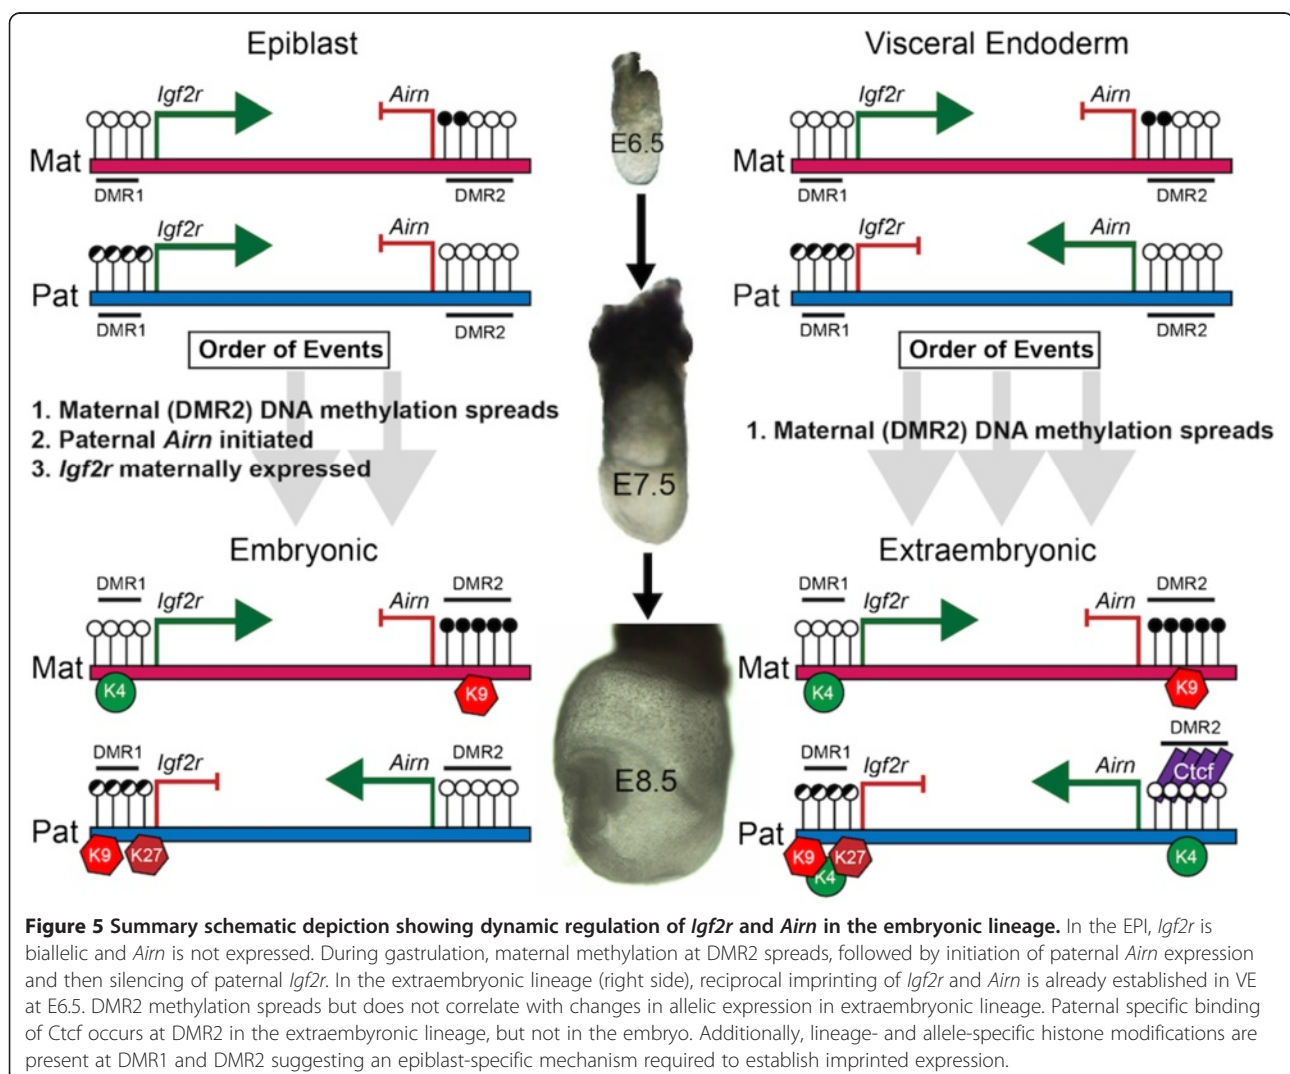 Epiblast
Igf2r
Airn
Mat
DMR1
DMR2
Igf2r
Airn
Pat
DMR1
DMR2
Order of Events
1. Maternal (DMR2) DNA methylation spreads
2. Paternal Airn initiated
3. Igf2r maternally expressed
Embryonic
DMR1
Igf2r
Airn
DMR2
Mat
K4
K9
DMR1
Igf2r
Airn
DMR2
Pat
K9
K27
E6.5
E7.5
E8.5
Visceral Endoderm
Igf2r
Airn
Mat
DMR1
DMR2
Igf2r
Airn
Pat
DMR1
DMR2
Order of Events
1. Maternal (DMR2) DNA methylation spreads
Extraembryonic
DMR1
Igf2r
Airn
DMR2
Mat
K4
K9
DMR1
Igf2r
Airn
DMR2
Ctcf
Pat
K9
K27
K4
K4
Figure 5 Summary schematic depiction showing dynamic regulation of Igf2r and Airn in the embryonic lineage. In the EPI, Igf2r is
biallelic and Airn is not expressed. During gastrulation, maternal methylation at DMR2 spreads, followed by initiation of paternal Airn expression
and then silencing of paternal Igf2r. In the extraembryonic lineage (right side), reciprocal imprinting of Igf2r and Airn is already established in VE
at E6.5. DMR2 methylation spreads but does not correlate with changes in allelic expression in extraembryonic lineage. Paternal specific binding
of Ctcf occurs at DMR2 in the extraembyronic lineage, but not in the embryo. Additionally, lineage- and allele-specific histone modifications are
present at DMR1 and DMR2 suggesting an epiblast-specific mechanism required to establish imprinted expression.